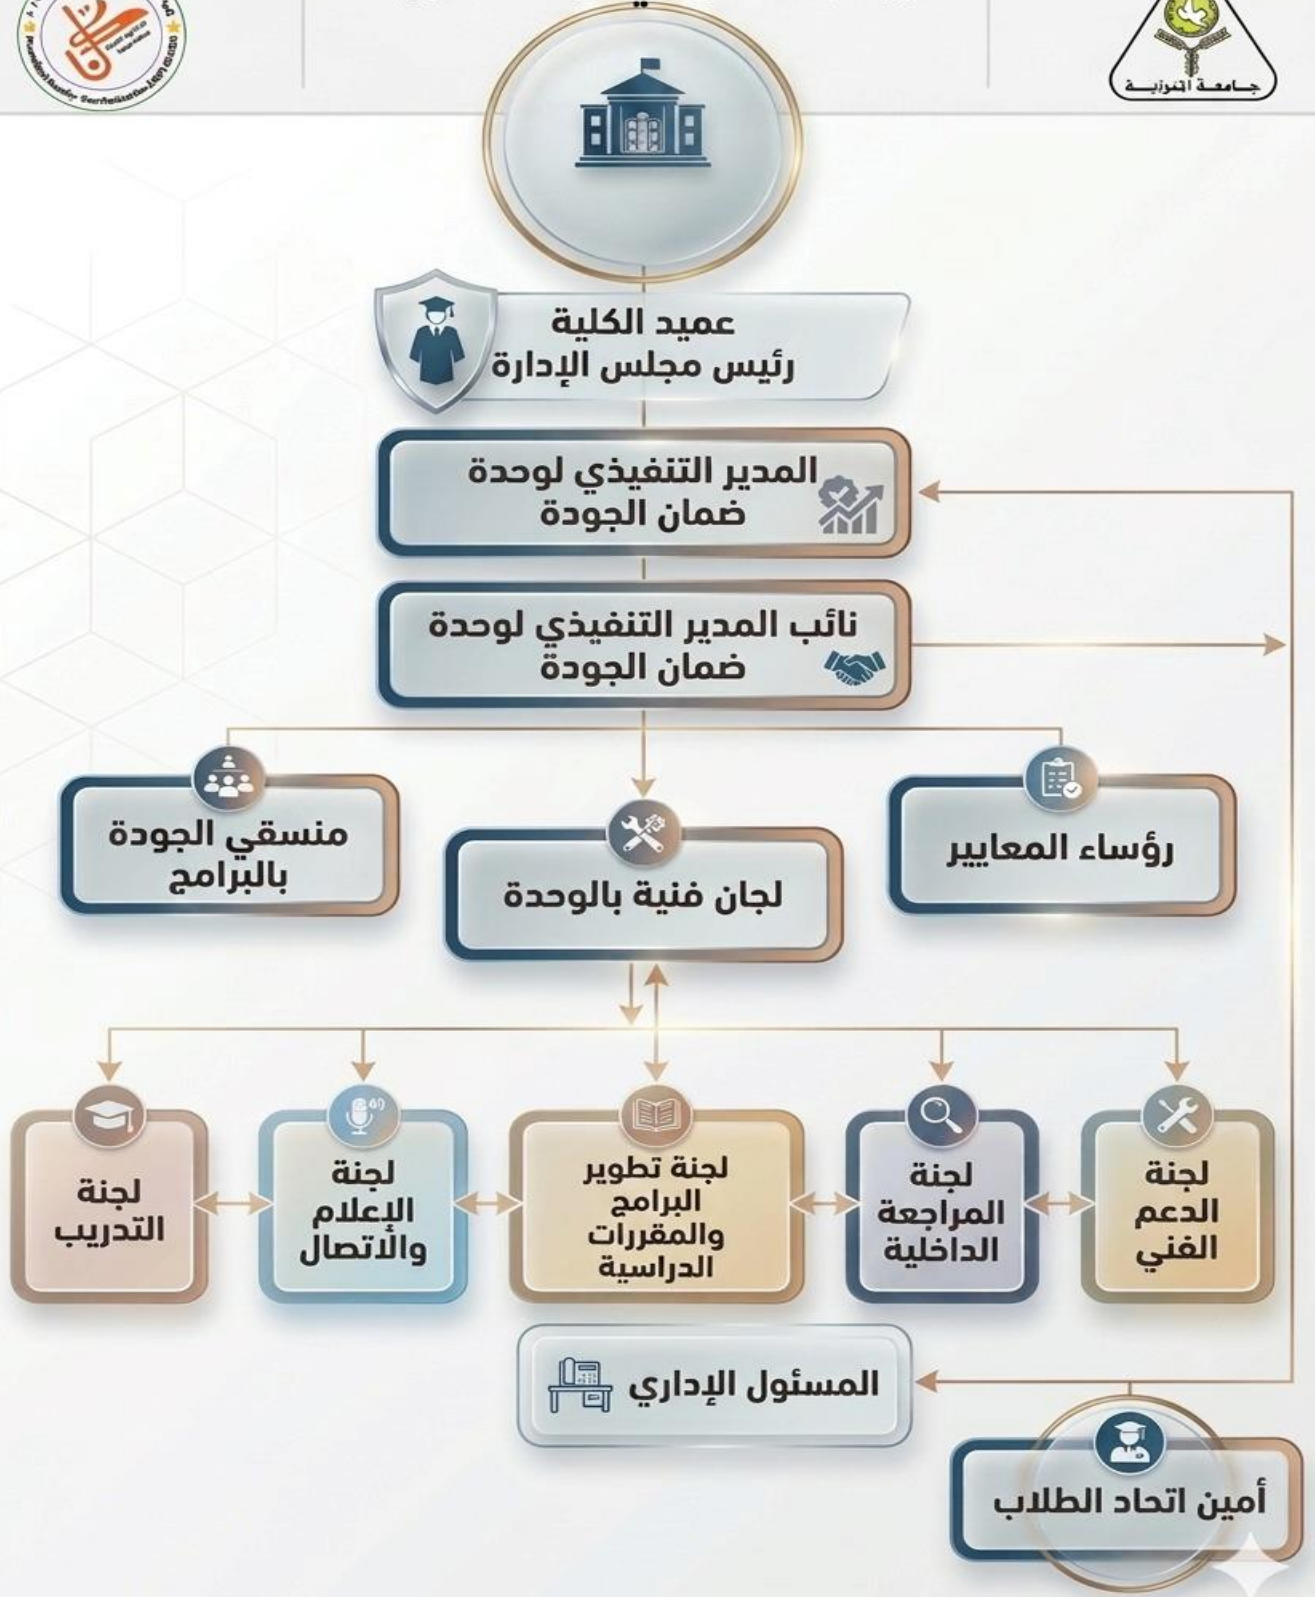 جامعة المنوفية
عميد الكلية
رئيس مجلس الإدارة
المدير التنفيذي لوحدة
ضمان الجودة
نائب المدير التنفيذي لوحدة
ضمان الجودة
رؤساء المعايير
لجان فنية بالوحدة
منسقي الجودة
بالبرامج
لجنة
الدعم
الفني
لجنة
المراجعة
الداخلية
لجنة تطوير
البرامج
والمقررات
الدراسية
لجنة
الإعلام
والاتصال
لجنة
التدريب
المسئول الإداري
أمين اتحاد الطلاب